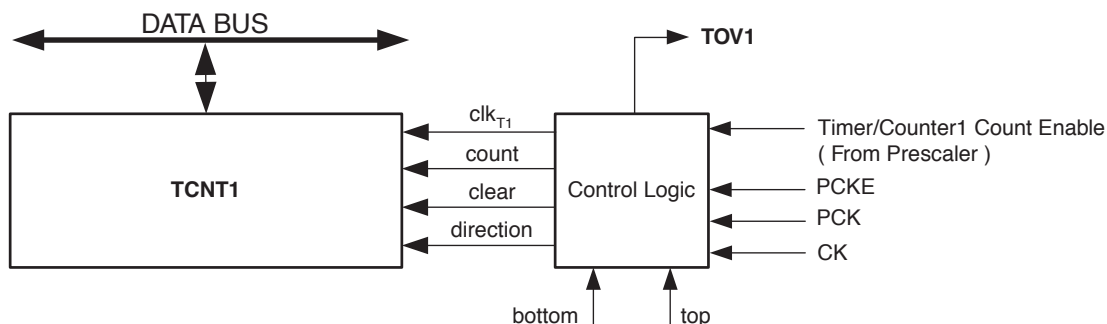 DATA BUS
TOV1
clkT1
count
clear
direction
TCNT1
Control Logic
Timer/Counter1 Count Enable
( From Prescaler )
PCKE
PCK
CK
bottom
top